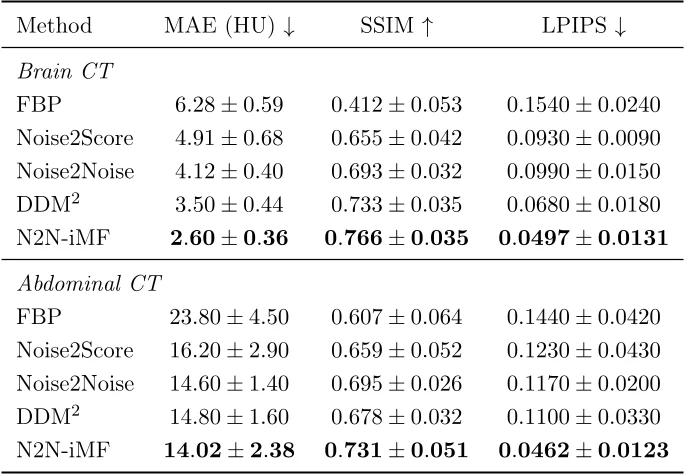 Method MAE (HU) ↓ SSIM ↑ LPIPS ↓
Brain CT
FBP 6.28 ± 0.59 0.412 ± 0.053 0.1540 ± 0.0240
Noise2Score 4.91 ± 0.68 0.655 ± 0.042 0.0930 ± 0.0090
Noise2Noise 4.12 ± 0.40 0.693 ± 0.032 0.0990 ± 0.0150
DDM² 3.50 ± 0.44 0.733 ± 0.035 0.0680 ± 0.0180
N2N-iMF 2.60 ± 0.36 0.766 ± 0.035 0.0497 ± 0.0131
Abdominal CT
FBP 23.80 ± 4.50 0.607 ± 0.064 0.1440 ± 0.0420
Noise2Score 16.20 ± 2.90 0.659 ± 0.052 0.1230 ± 0.0430
Noise2Noise 14.60 ± 1.40 0.695 ± 0.026 0.1170 ± 0.0200
DDM² 14.80 ± 1.60 0.678 ± 0.032 0.1100 ± 0.0330
N2N-iMF 14.02 ± 2.38 0.731 ± 0.051 0.0462 ± 0.0123